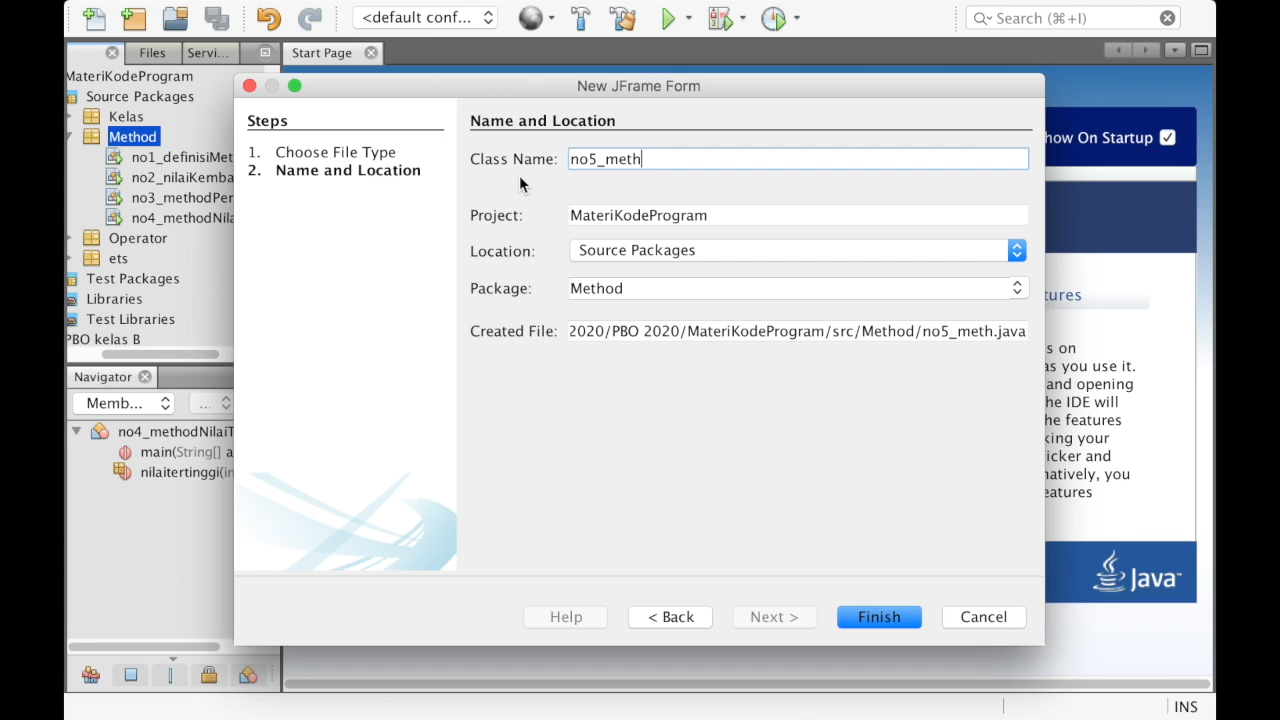 <default conf...
Search (⌘+I)
Files
Servi...
Start Page
MateriKodeProgram
Source Packages
Kelas
Method
no1_definisiMet
no2_nilaiKemba
no3_methodPer
no4_methodNila
Operator
ets
Test Packages
Libraries
Test Libraries
PBO kelas B
Navigator
Memb...
...
no4_methodNilaiT
main(String[] a
nilaitertinggi(in
New JFrame Form
Steps
1. Choose File Type
2. Name and Location
Name and Location
Class Name: no5_meth
Project: MateriKodeProgram
Location: Source Packages
Package: Method
Created File: 2020/PBO 2020/MateriKodeProgram/src/Method/no5_meth.java
Help
< Back
Next >
Finish
Cancel
how On Startup
tures
s on
as you use it.
and opening
he IDE will
he features
king your
icker and
natively, you
eatures
Java™
INS